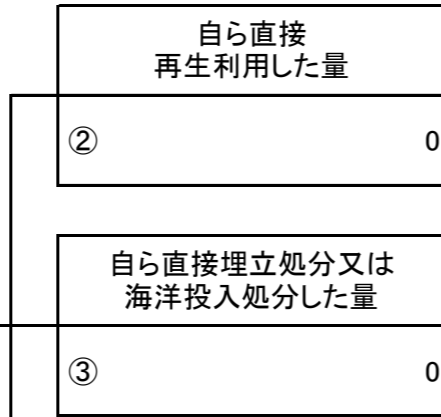 自ら直接
再生利用した量
② 0
自ら直接埋立処分又は
海洋投入処分した量
③ 0